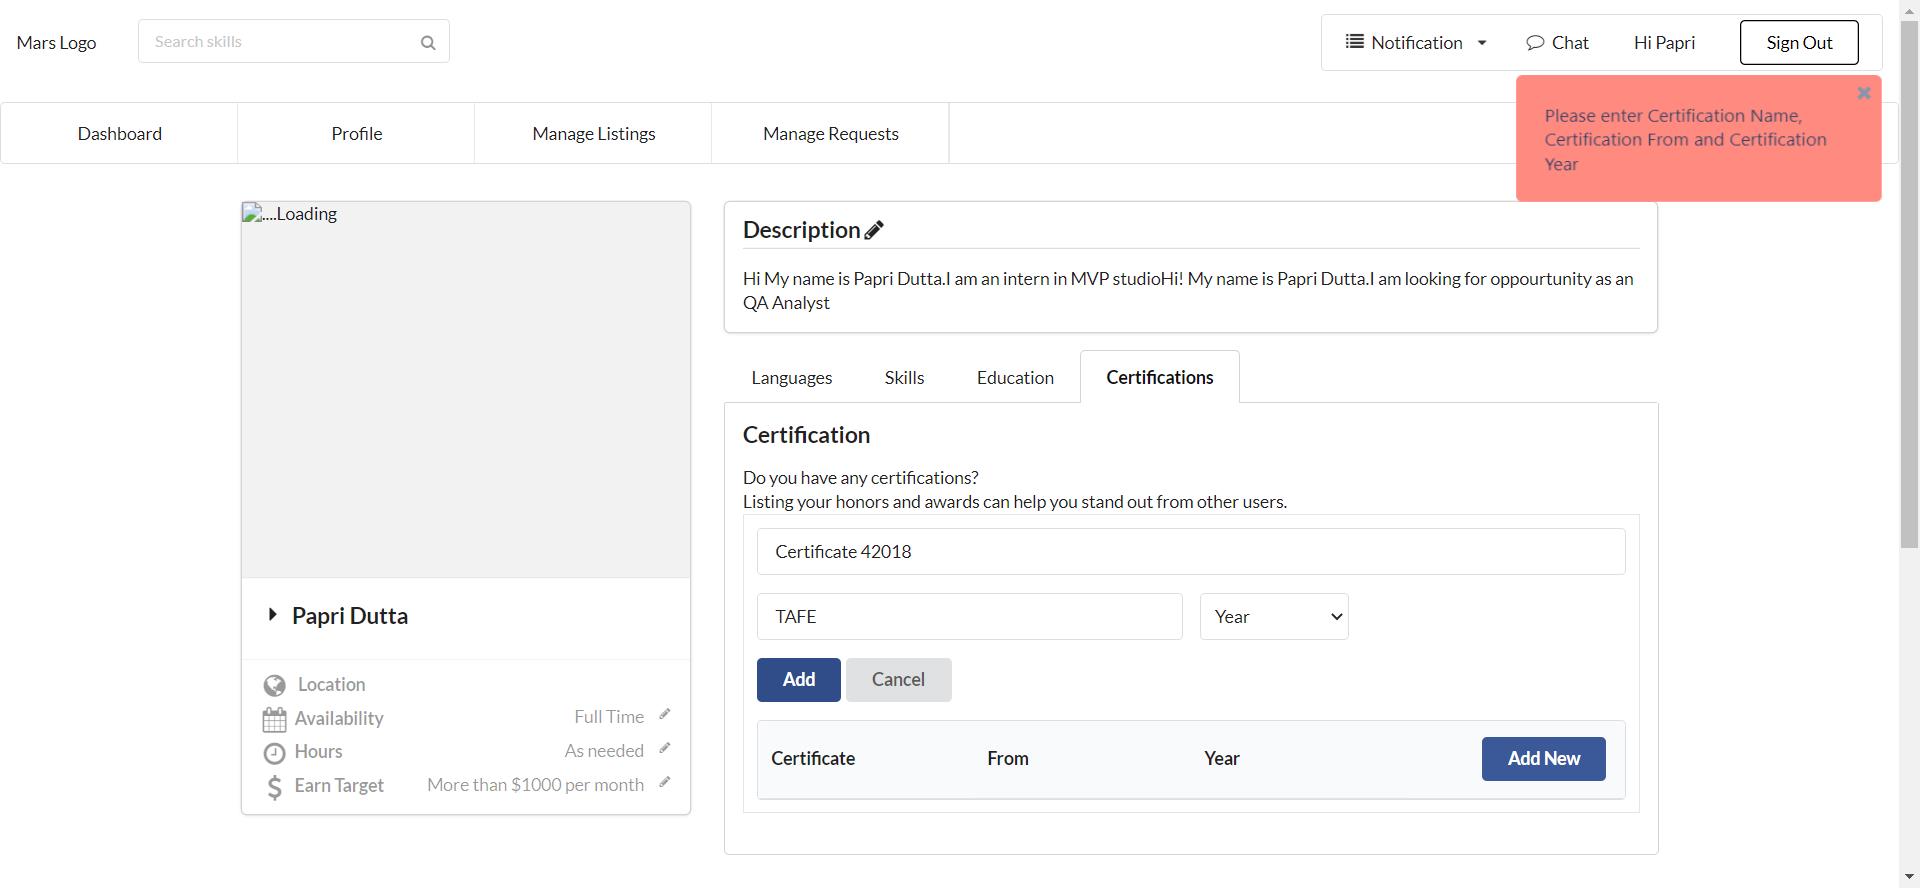 Mars Logo
Search skills
Notification
Chat
Hi Papri
Sign Out
Please enter Certification Name,
Certification From and Certification
Year
Dashboard
Profile
Manage Listings
Manage Requests
....Loading
Description
Hi My name is Papri Dutta.I am an intern in MVP studioHi! My name is Papri Dutta.I am looking for oppourtunity as an
QA Analyst
Languages
Skills
Education
Certifications
Certification
Do you have any certifications?
Listing your honors and awards can help you stand out from other users.
Certificate 42018
TAFE
Year
Add
Cancel
Certificate
From
Year
Add New
Papri Dutta
Location
Availability
Full Time
Hours
As needed
Earn Target
More than $1000 per month